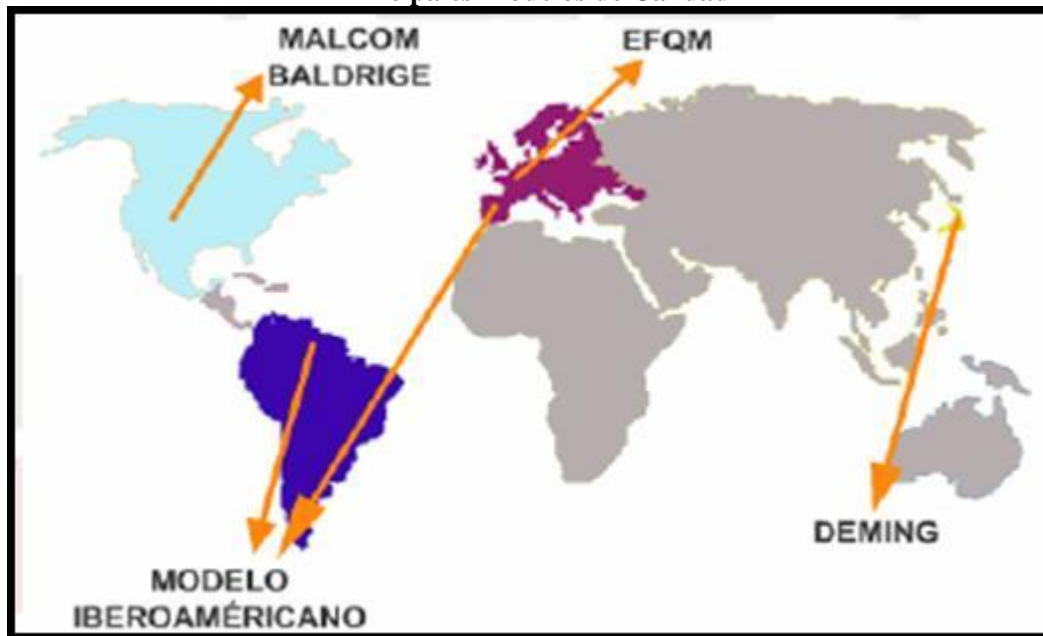 MALCOM
BALDRIGE
EFQM
DEMING
MODELO
IBEROAMÉRICANO